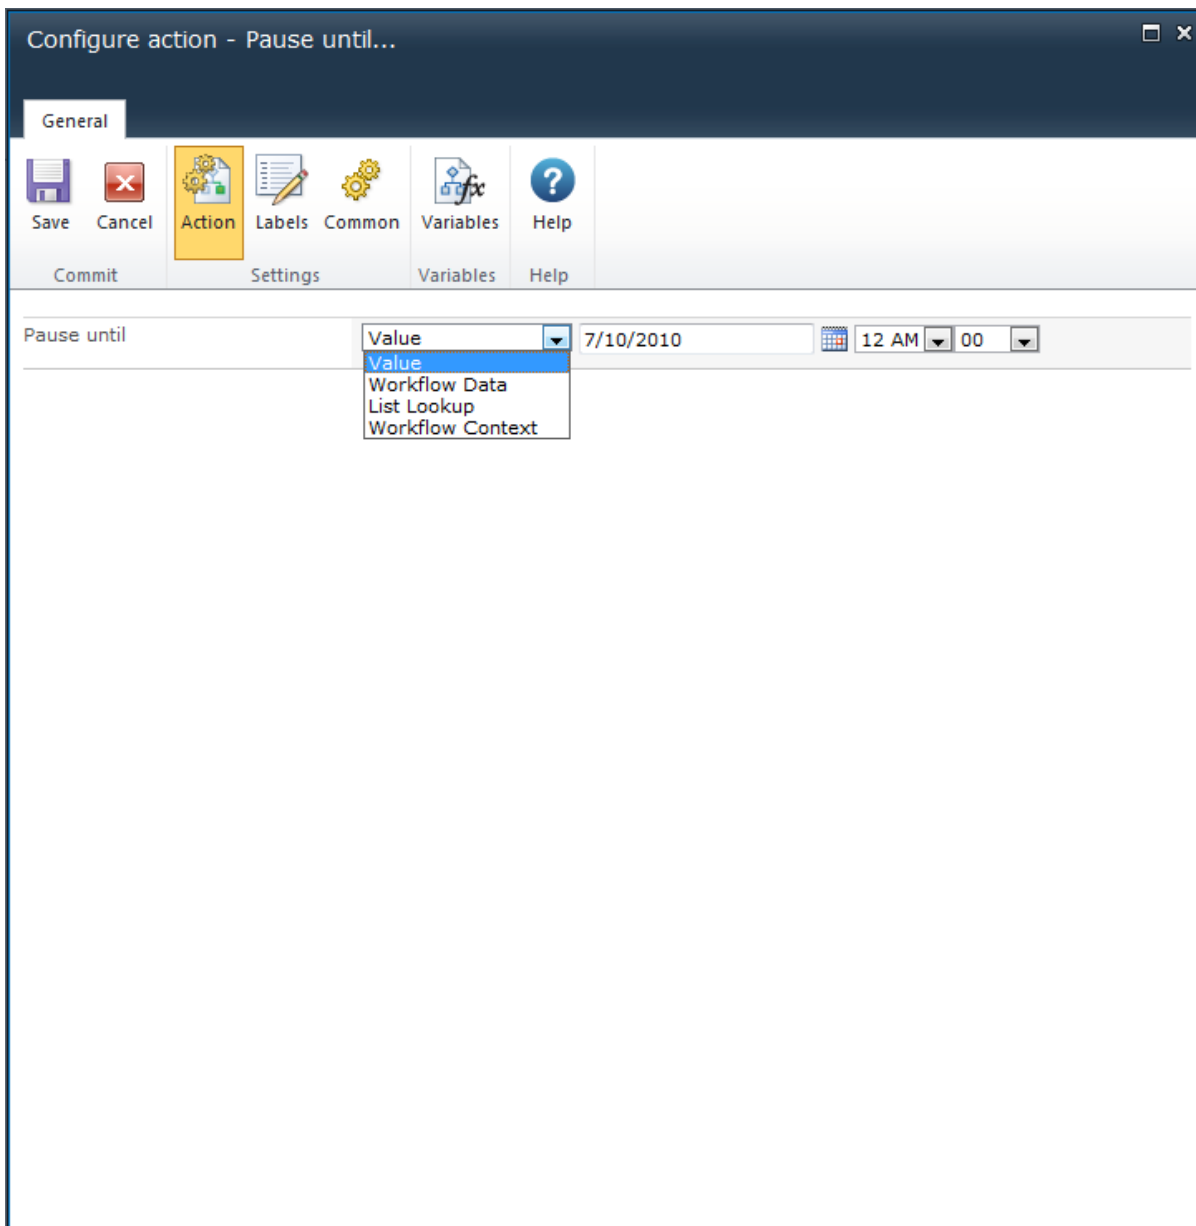 Configure action - Pause until...
General
Save Cancel Action Labels Common Variables Help
Commit Settings Variables Help
Pause until Value 7/10/2010 12 AM 00
Value
Workflow Data
List Lookup
Workflow Context